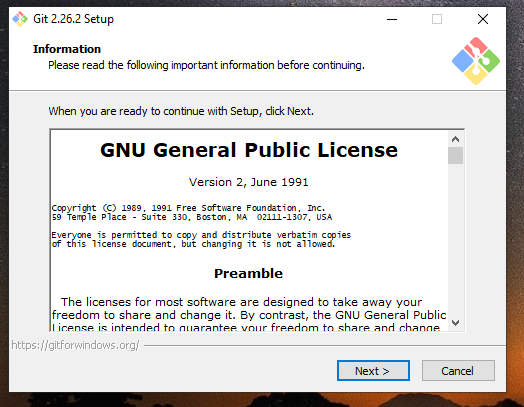 Git 2.26.2 Setup
Information
Please read the following important information before continuing.
When you are ready to continue with Setup, click Next.
GNU General Public License
Version 2, June 1991
Copyright (C) 1989, 1991 Free Software Foundation, Inc.
59 Temple Place - Suite 330, Boston, MA  02111-1307, USA
Everyone is permitted to copy and distribute verbatim copies
of this license document, but changing it is not allowed.
Preamble
The licenses for most software are designed to take away your
freedom to share and change it. By contrast, the GNU General Public
License is intended to guarantee your freedom to share and change
https://gitforwindows.org/
Next >
Cancel